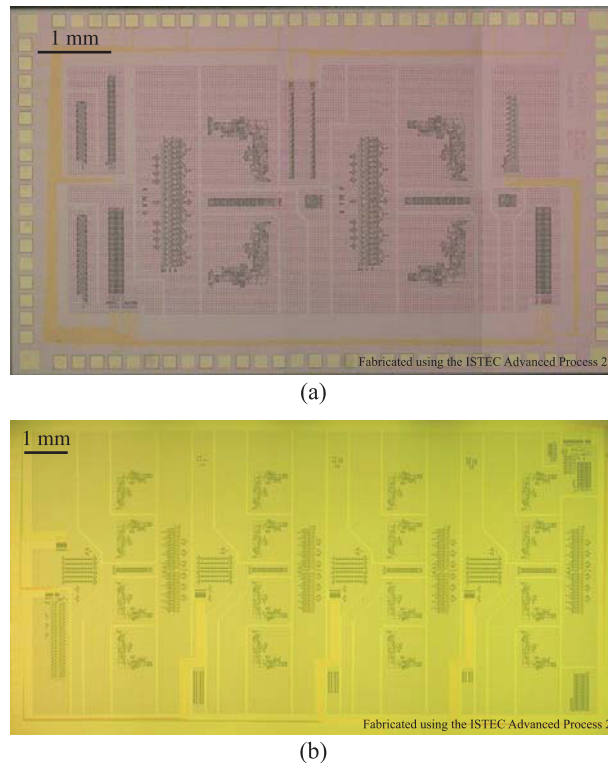 1 mm
Fabricated using the ISTEC Advanced Process 2
(a)
1 mm
Fabricated using the ISTEC Advanced Process 2
(b)